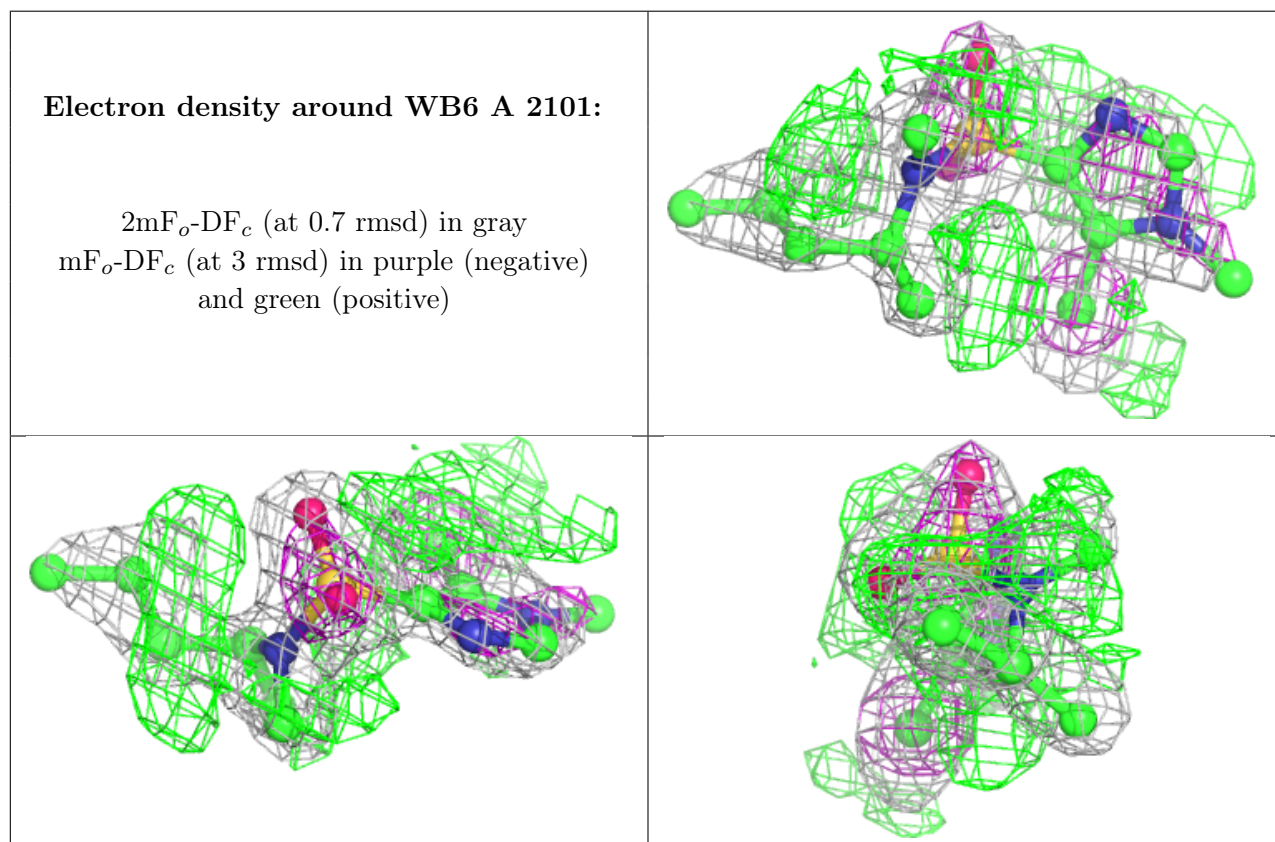 Electron density around WB6 A 2101:
2mFo-DFc (at 0.7 rmsd) in gray
mFo-DFc (at 3 rmsd) in purple (negative)
and green (positive)